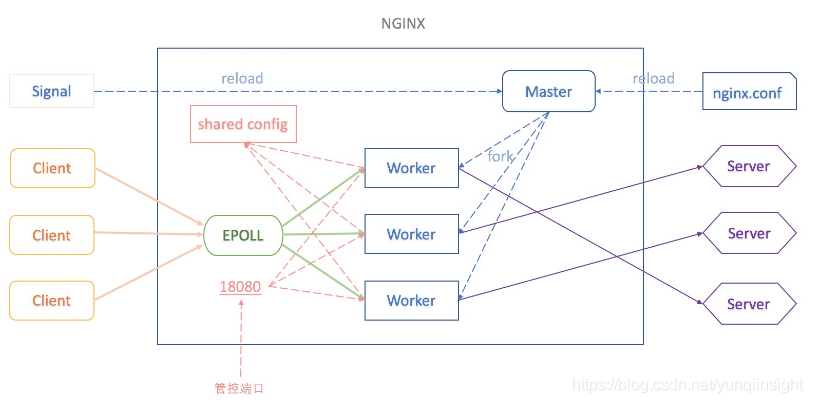 NGINX
Signal
reload
Master
reload
nginx.conf
shared config
fork
Client
Worker
Server
Client
EPOLL
Worker
Server
18080
Client
Worker
Server
管控端口
https://blog.csdn.net/yunqiinsight